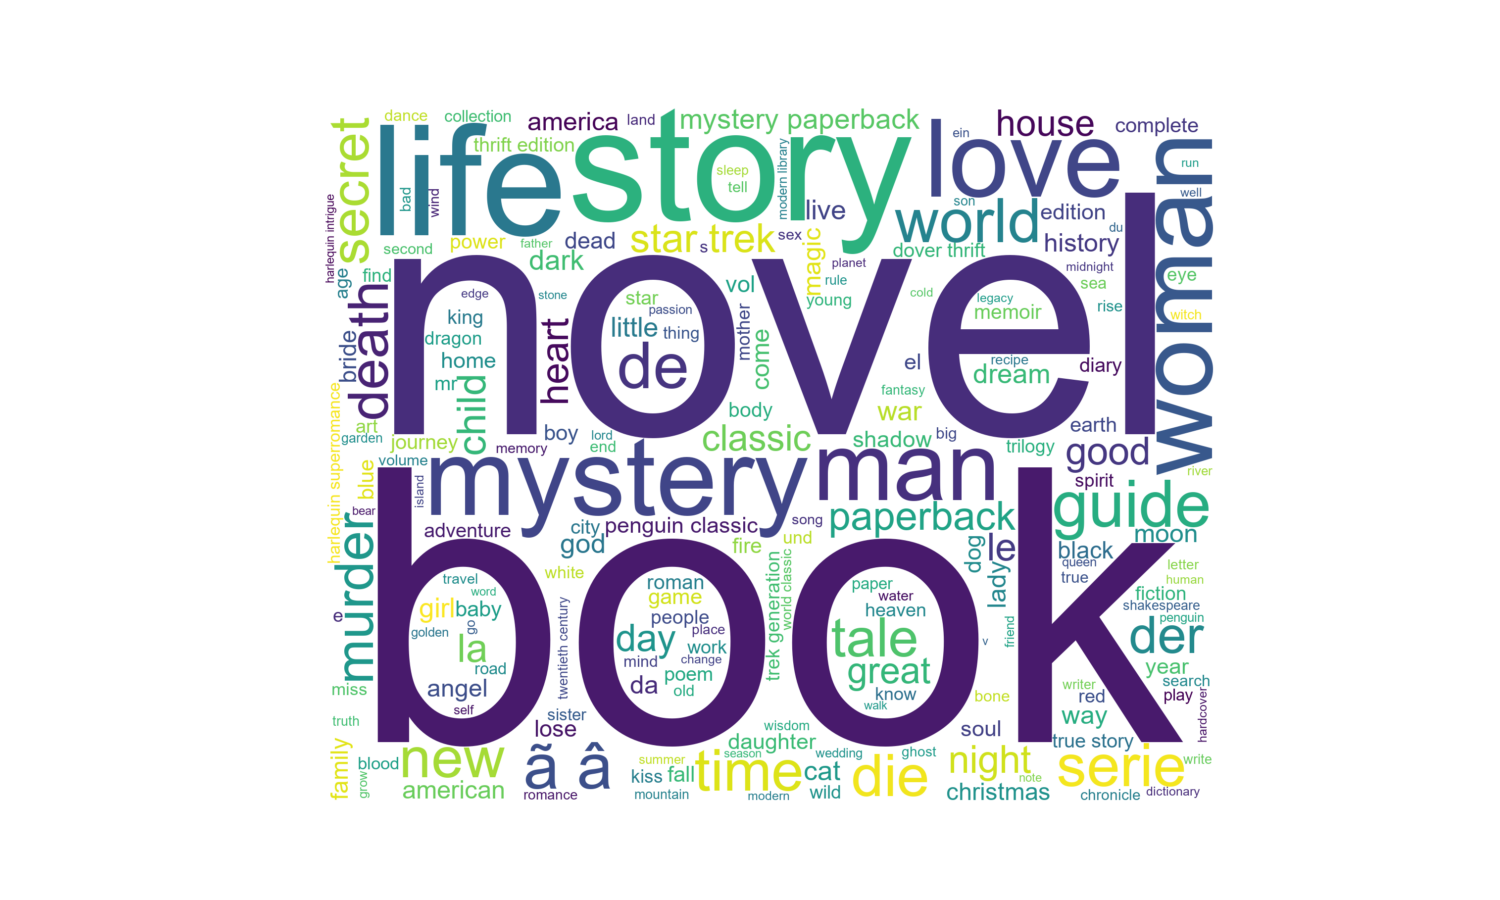 dance
collection
america
land
mystery paperback
house
complete
secret
life
thrift edition
story
modern library
love
ein
woman
run
bad
wind
sleep
tell
live
son
world
edition
well
du
harlequin intrigue
second
power
father
dead
star trek
s
sex
magic
planet
dover thrift
history
midnight
age
find
dark
vol
rule
young
cold
sea
eye
death
novel
edge
stone
star
passion
legacy
memoir
rise
witch
bride
king
dragon
home
mr
child
heart
little
thing
de
mother
come
el
recipe
dream
diary
harlequin superromance
fantasy
art
garden
journey
memory
boy
lord
end
body
classic
war
shadow
big
trilogy
earth
good
volume
blue
bear
island
mystery
man
spirit
river
guide
murder
adventure
city
god
penguin classic
song
und
fire
paperback
dog
le
lady
black
moon
queen
true
book
white
travel
word
roman
game
trek generation
world classic
paper
water
heaven
letter
human
fiction
shakespeare
penguin
e
girl
baby
golden
go
la
road
twentieth century
people
place
day
work
mind
change
poem
da
old
tale
great
know
walk
v
friend
der
year
search
miss
angel
self
bone
writer
red
play
hardcover
truth
sister
lose
wisdom
daughter
soul
way
true story
family
blood
grow
new
american
ã â
romance
summer
season
wedding
ghost
kiss
fall
mountain
time
modern
cat
wild
die
night
note
christmas
serie
write
chronicle
dictionary